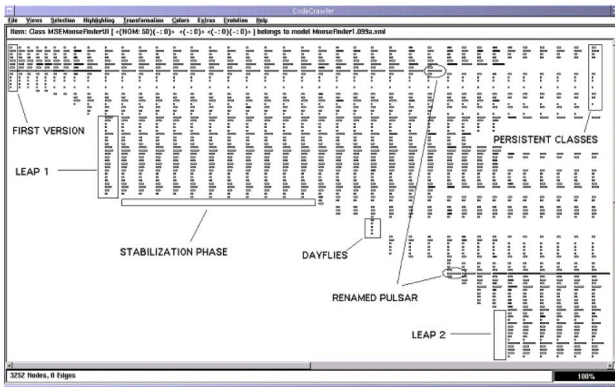 CodeCrawler
File Views Selection Highlighting Transformation Colors Extras Evolution Help
Item: Class MSEMooseFinderUI [ <(NOM: 60)(-: 0)> <(-: 0)> <(-: 0)(-: 0)> ] belongs to model MooseFinder1.099a.xml
FIRST VERSION
PERSISTENT CLASSES
LEAP 1
STABILIZATION PHASE
DAYFLIES
RENAMED PULSAR
LEAP 2
3252 Nodes, 0 Edges
100%